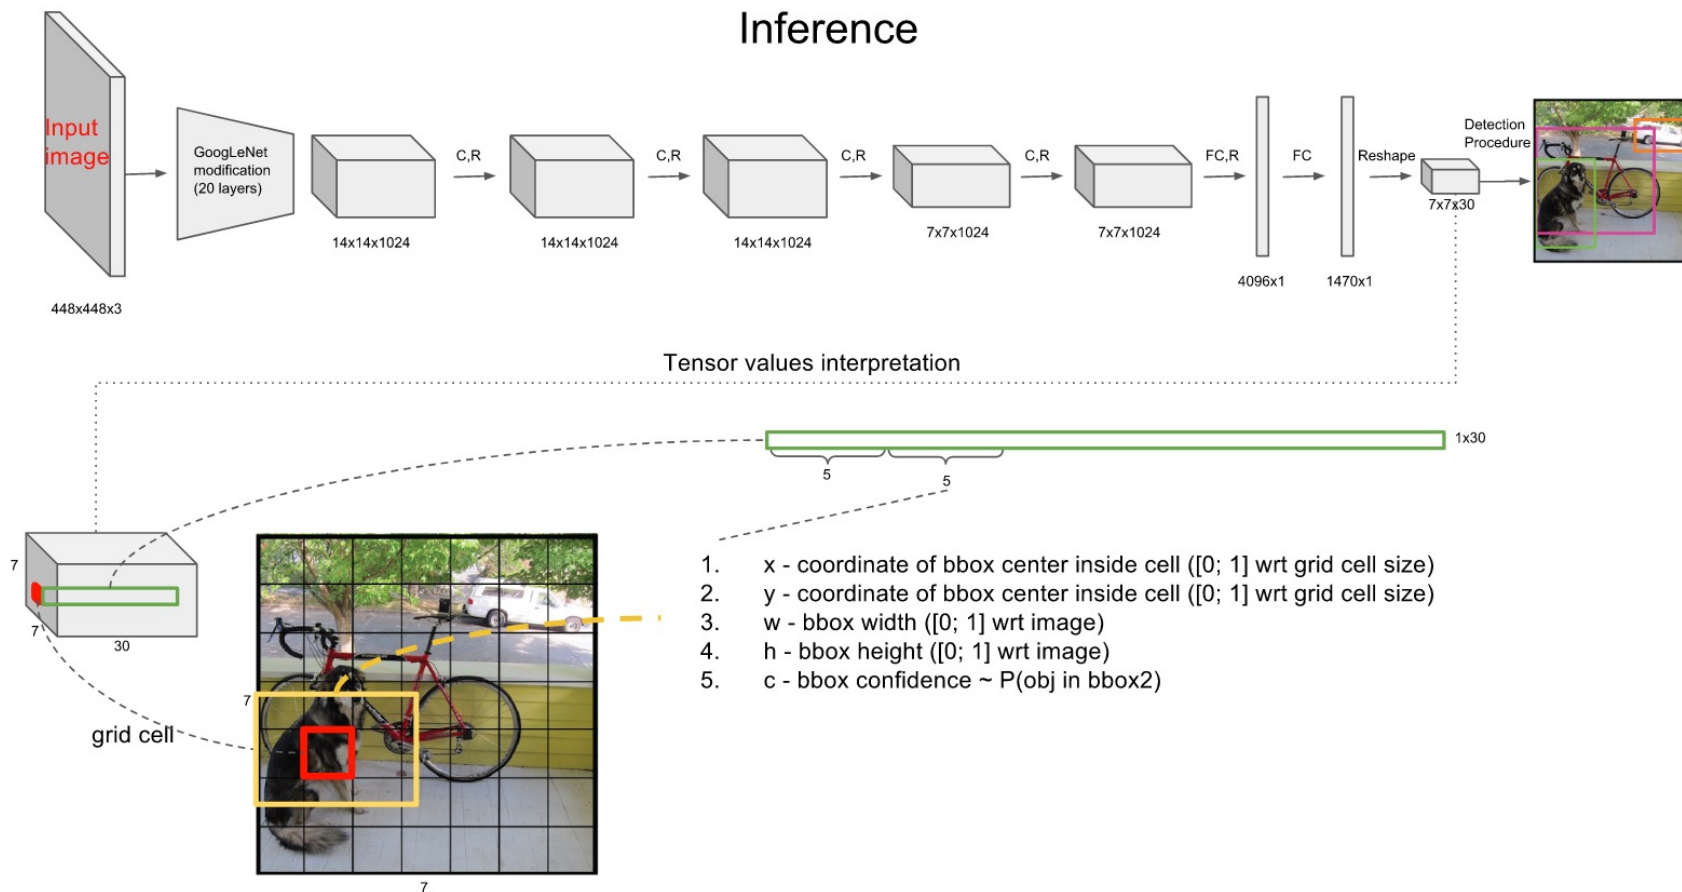 Inference
Input
image
GoogLeNet
modification
(20 layers)
C,R
C,R
C,R
C,R
FC,R
FC
Reshape
Detection
Procedure
448x448x3
14x14x1024
14x14x1024
14x14x1024
7x7x1024
7x7x1024
4096x1
1470x1
7x7x30
Tensor values interpretation
1x30
5
5
7
7
30
grid cell
7
7
1. x - coordinate of bbox center inside cell ([0; 1] wrt grid cell size)
2. y - coordinate of bbox center inside cell ([0; 1] wrt grid cell size)
3. w - bbox width ([0; 1] wrt image)
4. h - bbox height ([0; 1] wrt image)
5. c - bbox confidence ~ P(obj in bbox2)